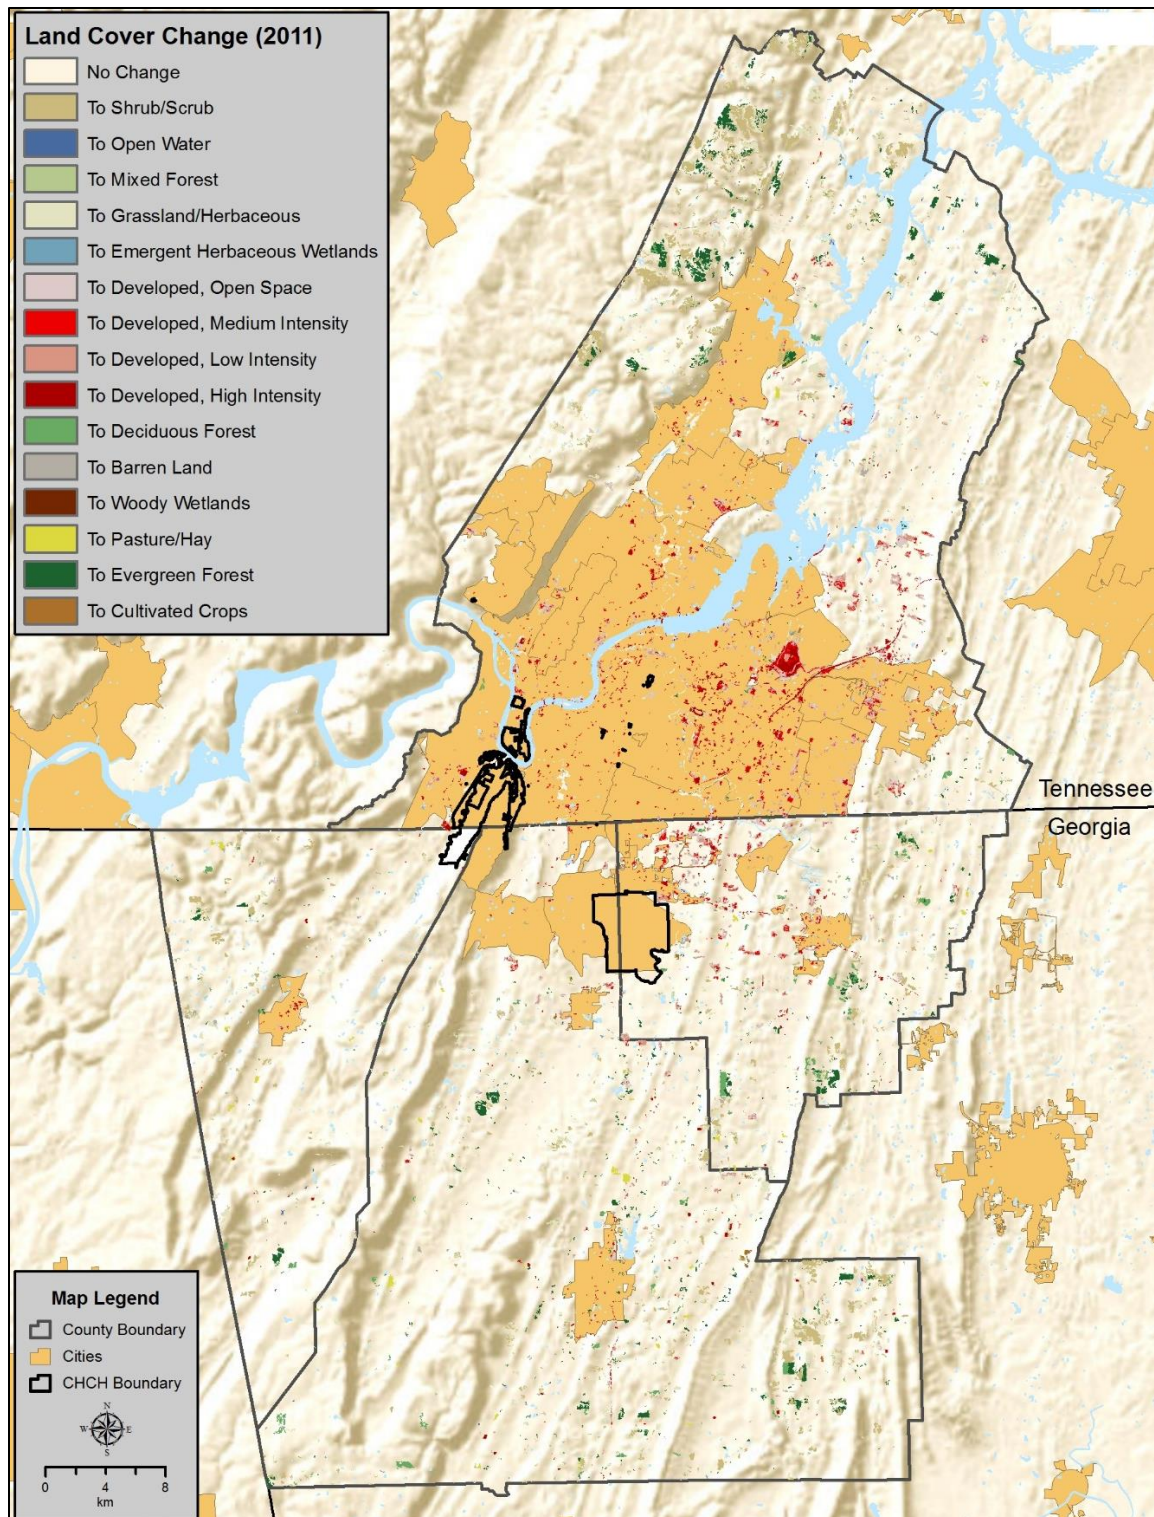 Land Cover Change (2011)
No Change
To Shrub/Scrub
To Open Water
To Mixed Forest
To Grassland/Herbaceous
To Emergent Herbaceous Wetlands
To Developed, Open Space
To Developed, Medium Intensity
To Developed, Low Intensity
To Developed, High Intensity
To Deciduous Forest
To Barren Land
To Woody Wetlands
To Pasture/Hay
To Evergreen Forest
To Cultivated Crops
Tennessee
Georgia
Map Legend
County Boundary
Cities
CHCH Boundary
N
W E
S
0 4 8
km